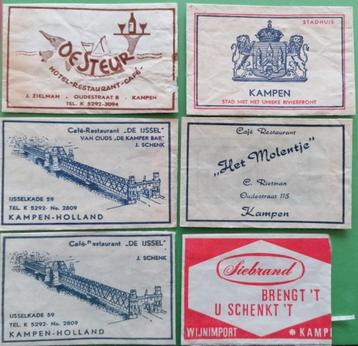 DE STEUR
HOTEL-RESTAURANT-CAFÉ
J. ZIELMAN - OUDESTRAAT 8 - KAMPEN
TEL. K 5292-3094
STADHUIS
KAMPEN
STAD MET HET UNIEKE RIVIERFRONT
Café-Restaurant „DE IJSSEL"
VAN OUDS „DE KAMPER BAR"
J. SCHENK
IJSSELKADE 59
TEL. K 5292- No. 2809
KAMPEN-HOLLAND
Café Restaurant
„Het Molentje"
C. Rietman
Oudestraat 115
Kampen
Café-Restaurant „DE IJSSEL"
J. SCHENK
IJSSELKADE 59
TEL. K 5292- No. 2809
KAMPEN-HOLLAND
Siebrand
BRENGT 'T
U SCHENKT 'T
WIJNIMPORT
KAMP